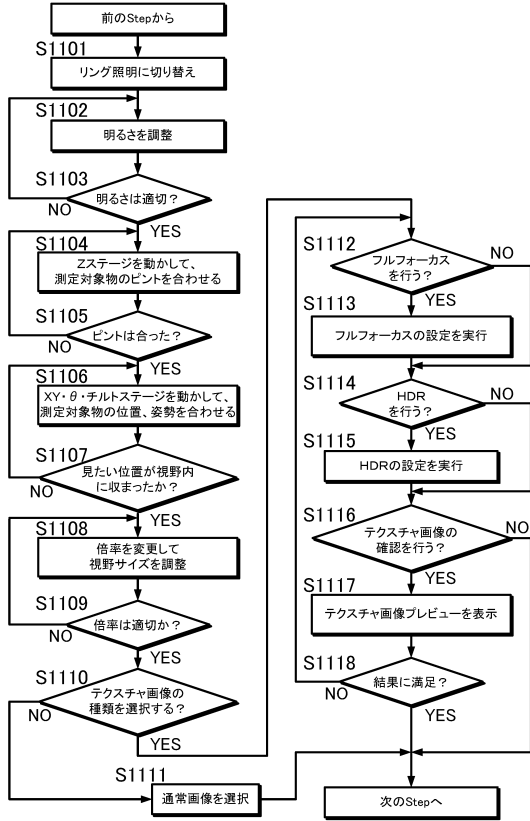 前のStepから
S1101
リング照明に切り替え
S1102
明るさを調整
S1103
明るさは適切？
NO
YES
S1104
Zステージを動かして、
測定対象物のピントを合わせる
S1105
ピントは合った？
NO
YES
S1106
XY・θ・チルトステージを動かして、
測定対象物の位置、姿勢を合わせる
S1107
見たい位置が視野内
に収まったか？
NO
YES
S1108
倍率を変更して
視野サイズを調整
S1109
倍率は適切か？
NO
YES
S1110
テクスチャ画像の
種類を選択する？
NO
YES
S1111
通常画像を選択
S1112
フルフォーカス
を行う？
NO
YES
S1113
フルフォーカスの設定を実行
S1114
HDR
を行う？
NO
YES
S1115
HDRの設定を実行
S1116
テクスチャ画像の
確認を行う？
NO
YES
S1117
テクスチャ画像プレビューを表示
S1118
結果に満足？
NO
YES
次のStepへ